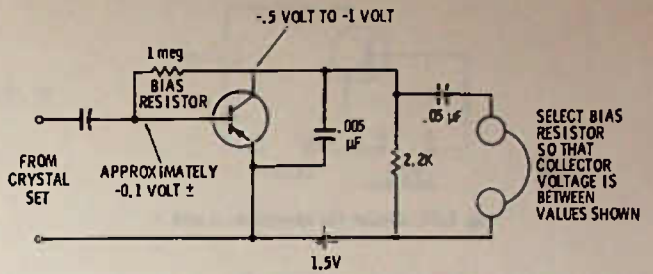 -.5 VOLT TO -1 VOLT
1 meg
BIAS
RESISTOR
FROM
CRYSTAL
SET
APPROXIMATELY
-0.1 VOLT ±
.005
µF
.05 µF
2.2K
1.5V
SELECT BIAS
RESISTOR
SO THAT
COLLECTOR
VOLTAGE IS
BETWEEN
VALUES SHOWN